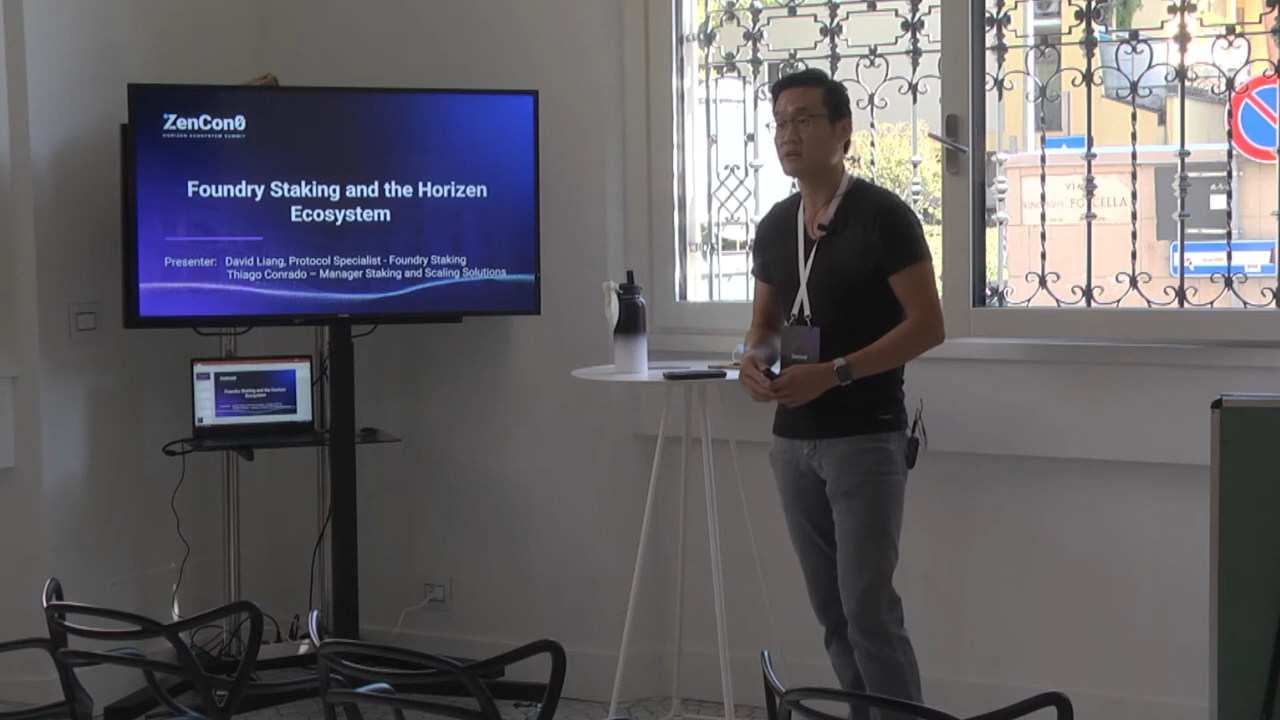 ZenCon0
HORIZEN ECOSYSTEM SUMMIT
Foundry Staking and the Horizen
Ecosystem
Presenter: David Liang, Protocol Specialist - Foundry Staking
Thiago Conrado – Manager Staking and Scaling Solutions
Foundry Staking and the Horizen
Ecosystem
VIA
FORCELLA